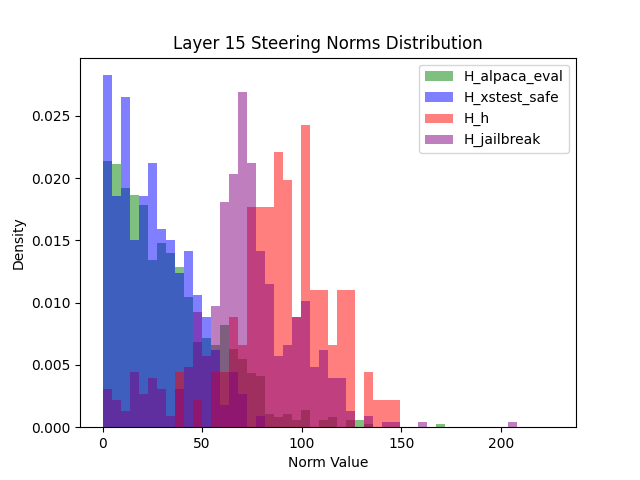 Layer 15 Steering Norms Distribution
H_alpaca_eval
H_xstest_safe
H_h
H_jailbreak
Density
0.025
0.020
0.015
0.010
0.005
0.000
0
50
100
150
200
Norm Value